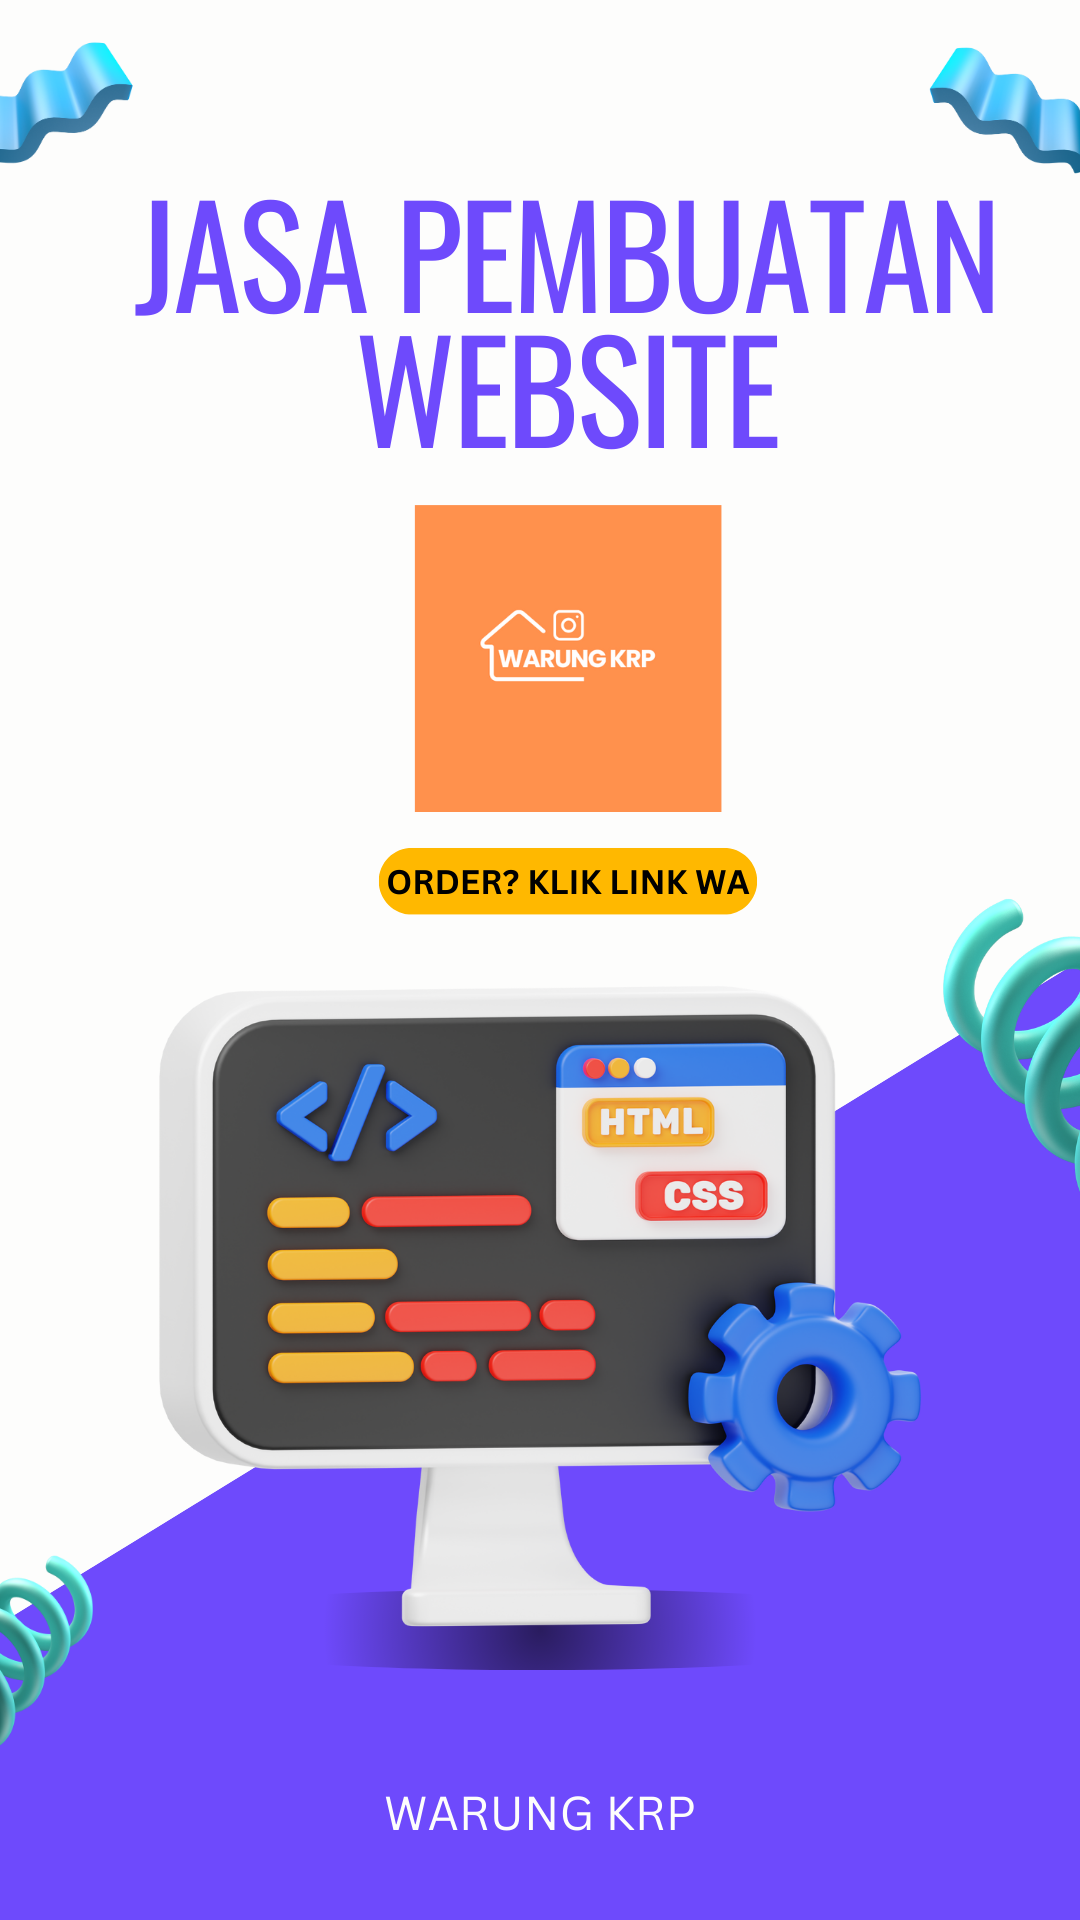 JASA PEMBUATAN
WEBSITE
WARUNG KRP
ORDER? KLIK LINK WA
</>
HTML
CSS
WARUNG KRP